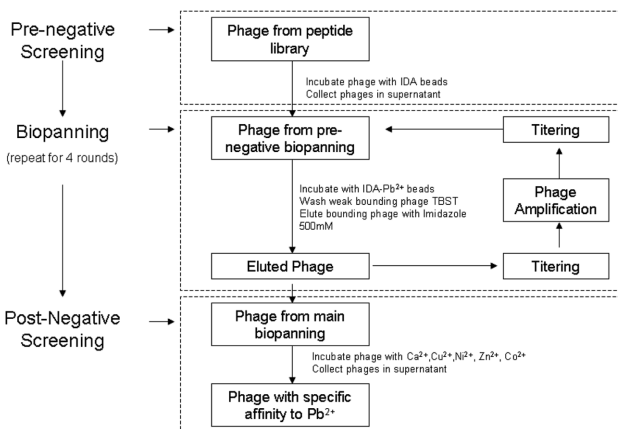 Pre-negative
Screening
Phage from peptide
library
Incubate phage with IDA beads
Collect phages in supernatant
Biopanning
(repeat for 4 rounds)
Phage from pre-
negative biopanning
Titering
Incubate with IDA-Pb²⁺ beads
Wash weak bounding phage TBST
Elute bounding phage with Imidazole
500mM
Phage
Amplification
Eluted Phage
Titering
Post-Negative
Screening
Phage from main
biopanning
Incubate phage with Ca²⁺,Cu²⁺,Ni²⁺, Zn²⁺, Co²⁺
Collect phages in supernatant
Phage with specific
affinity to Pb²⁺